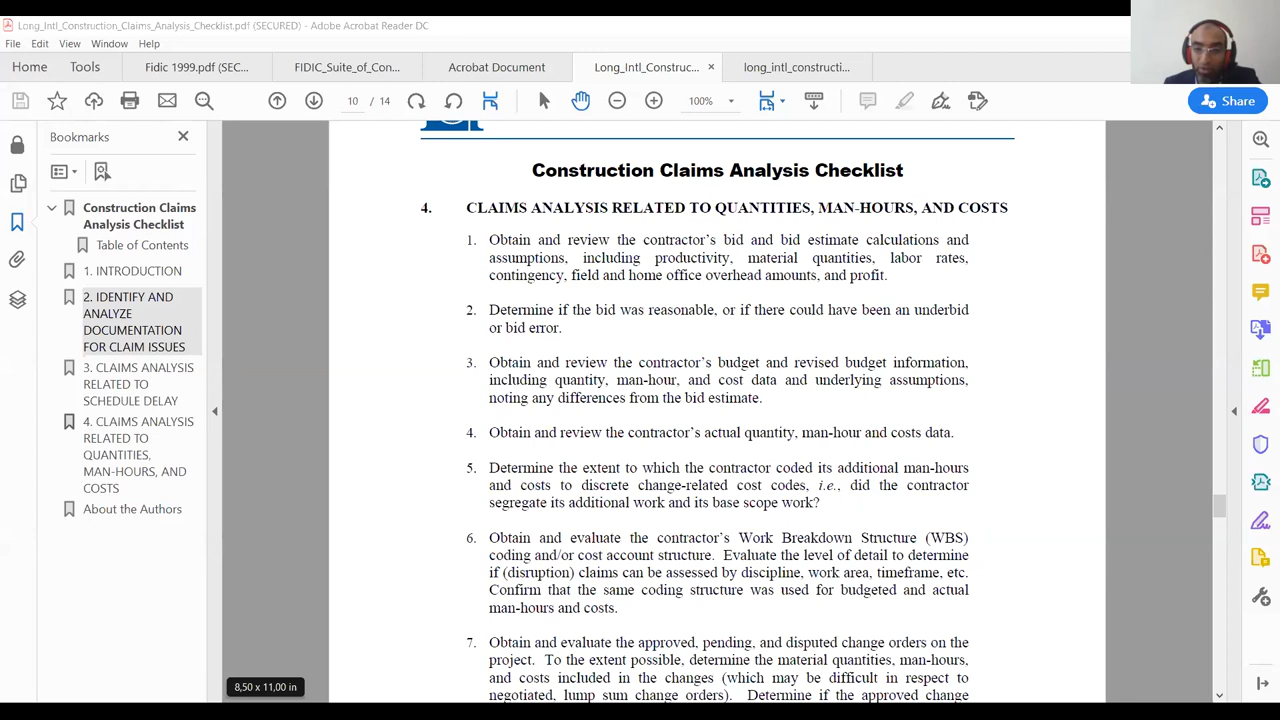 Long_Intl_Construction_Claims_Analysis_Checklist.pdf (SECURED) - Adobe Acrobat Reader DC
File Edit View Window Help
Home Tools Fidic 1999.pdf (SEC... FIDIC_Suite_of_Con... Acrobat Document Long_Intl_Construc... × long_intl_constructi...
10 / 14 100% Share
Bookmarks
Construction Claims
Analysis Checklist
Table of Contents
1. INTRODUCTION
2. IDENTIFY AND
ANALYZE
DOCUMENTATION
FOR CLAIM ISSUES
3. CLAIMS ANALYSIS
RELATED TO
SCHEDULE DELAY
4. CLAIMS ANALYSIS
RELATED TO
QUANTITIES,
MAN-HOURS, AND
COSTS
About the Authors
8,50 x 11,00 in
Construction Claims Analysis Checklist
4. CLAIMS ANALYSIS RELATED TO QUANTITIES, MAN-HOURS, AND COSTS
1. Obtain and review the contractor's bid and bid estimate calculations and
assumptions, including productivity, material quantities, labor rates,
contingency, field and home office overhead amounts, and profit.
2. Determine if the bid was reasonable, or if there could have been an underbid
or bid error.
3. Obtain and review the contractor's budget and revised budget information,
including quantity, man-hour, and cost data and underlying assumptions,
noting any differences from the bid estimate.
4. Obtain and review the contractor's actual quantity, man-hour and costs data.
5. Determine the extent to which the contractor coded its additional man-hours
and costs to discrete change-related cost codes, i.e., did the contractor
segregate its additional work and its base scope work?
6. Obtain and evaluate the contractor's Work Breakdown Structure (WBS)
coding and/or cost account structure. Evaluate the level of detail to determine
if (disruption) claims can be assessed by discipline, work area, timeframe, etc.
Confirm that the same coding structure was used for budgeted and actual
man-hours and costs.
7. Obtain and evaluate the approved, pending, and disputed change orders on the
project. To the extent possible, determine the material quantities, man-hours,
and costs included in the changes (which may be difficult in respect to
negotiated, lump sum change orders). Determine if the approved change